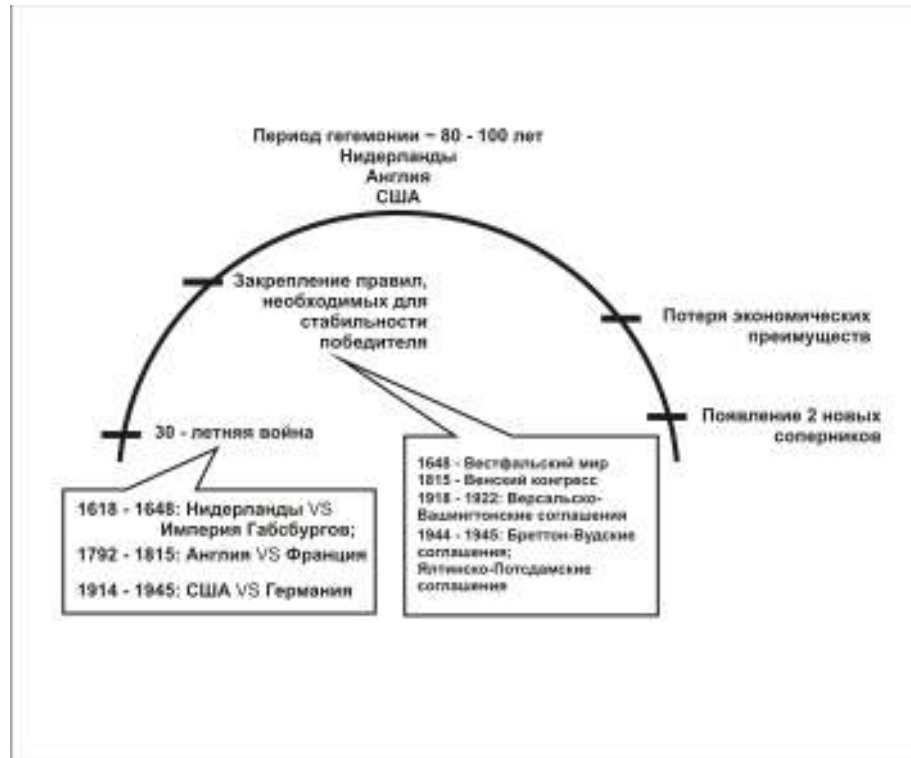 Период гегемонии ~ 80 - 100 лет
Нидерланды
Англия
США
Закрепление правил,
необходимых для
стабильности
победителя
Потеря экономических
преимуществ
Появление 2 новых
соперников
30 - летняя война
1618 - 1648: Нидерланды VS
Империя Габсбургов;
1792 - 1815: Англия VS Франция
1914 - 1945: США VS Германия
1648 - Вестфальский мир
1815 - Венский конгресс
1918 - 1922: Версальско-
Вашингтонские соглашения
1944 - 1945: Бреттон-Вудские
соглашения;
Ялтинско-Потсдамские
соглашения